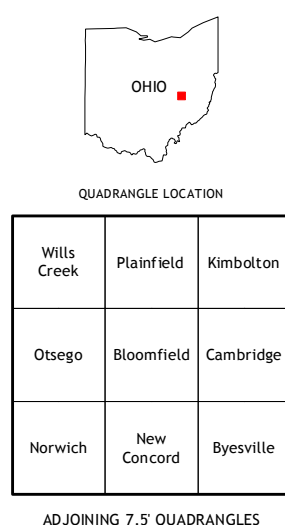 OHIO
QUADRANGLE LOCATION
Wills
Creek
Plainfield
Kimbolton
Otsego
Bloomfield
Cambridge
Norwich
New
Concord
Byesville
ADJOINING 7.5' QUADRANGLES